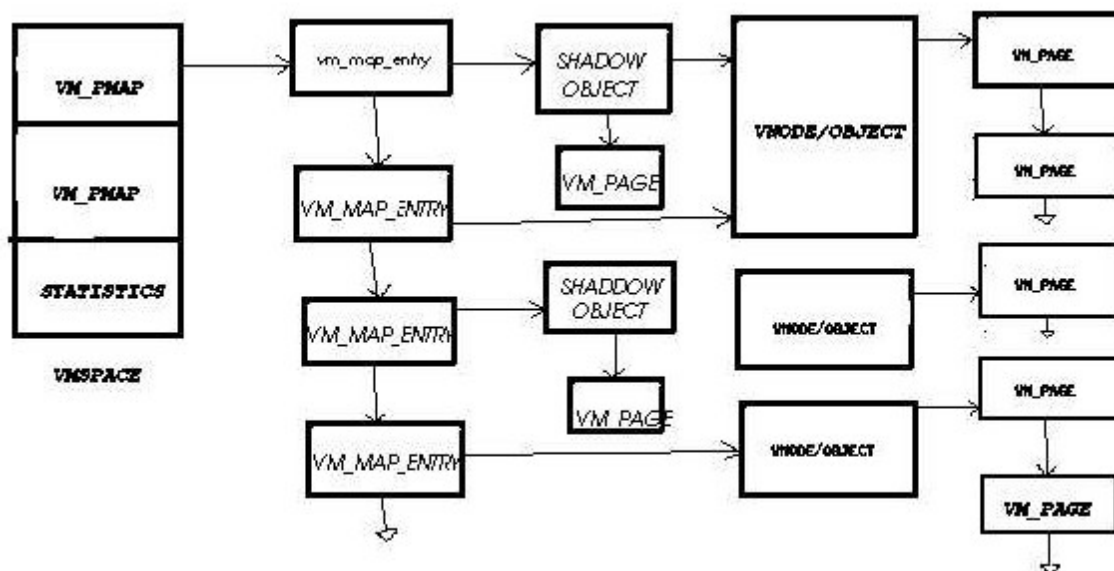 VM_PMAP
VM_PMAP
STATISTICS
VMSPACE
vm_map_entry
VM_MAP_ENTRY
VM_MAP_ENTRY
VM_MAP_ENTRY
SHADOW
OBJECT
VM_PAGE
SHADDOW
OBJECT
VM_PAGE
VNODE/OBJECT
VNODE/OBJECT
VNODE/OBJECT
VM_PAGE
VM_PAGE
VM_PAGE
VM_PAGE
VM_PAGE